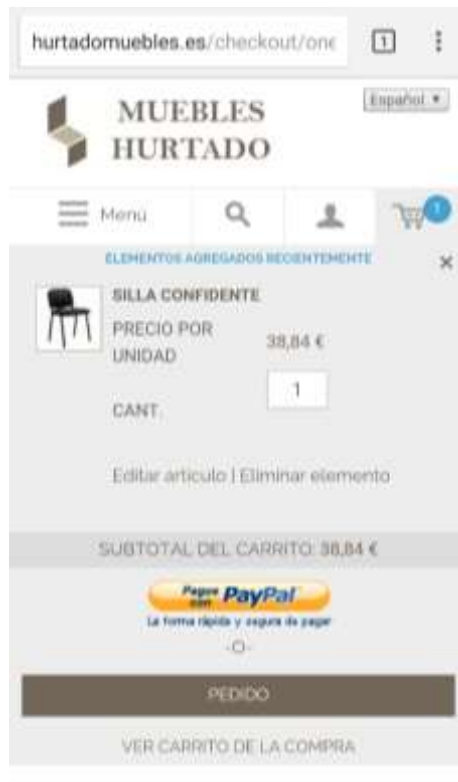 hurtadomuebles.es/checkout/one
1
Español
MUEBLES
HURTADO
Menú
1
ELEMENTOS AGREGADOS RECIENTEMENTE
×
SILLA CONFIDENTE
PRECIO POR
UNIDAD
38,84 €
CANT.
1
Editar artículo | Eliminar elemento
SUBTOTAL DEL CARRITO: 38,84 €
Pague con PayPal
La forma rápida y segura de pagar
-O-
PEDIDO
VER CARRITO DE LA COMPRA